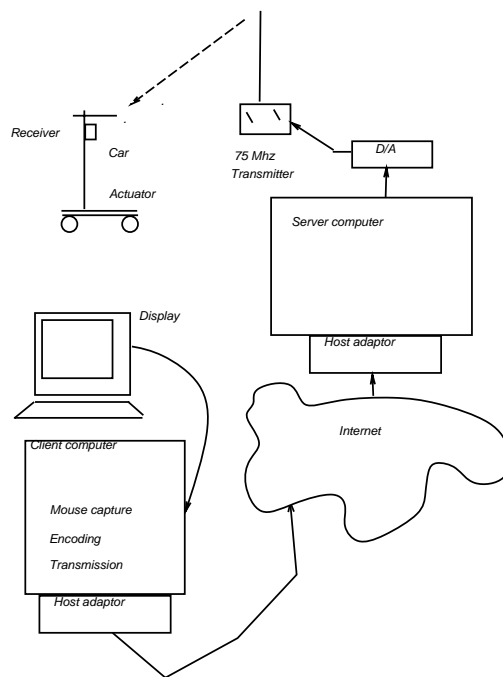 Receiver
Car
Actuator
75 Mhz
Transmitter
D/A
Server computer
Host adaptor
Display
Internet
Client computer
Mouse capture
Encoding
Transmission
Host adaptor